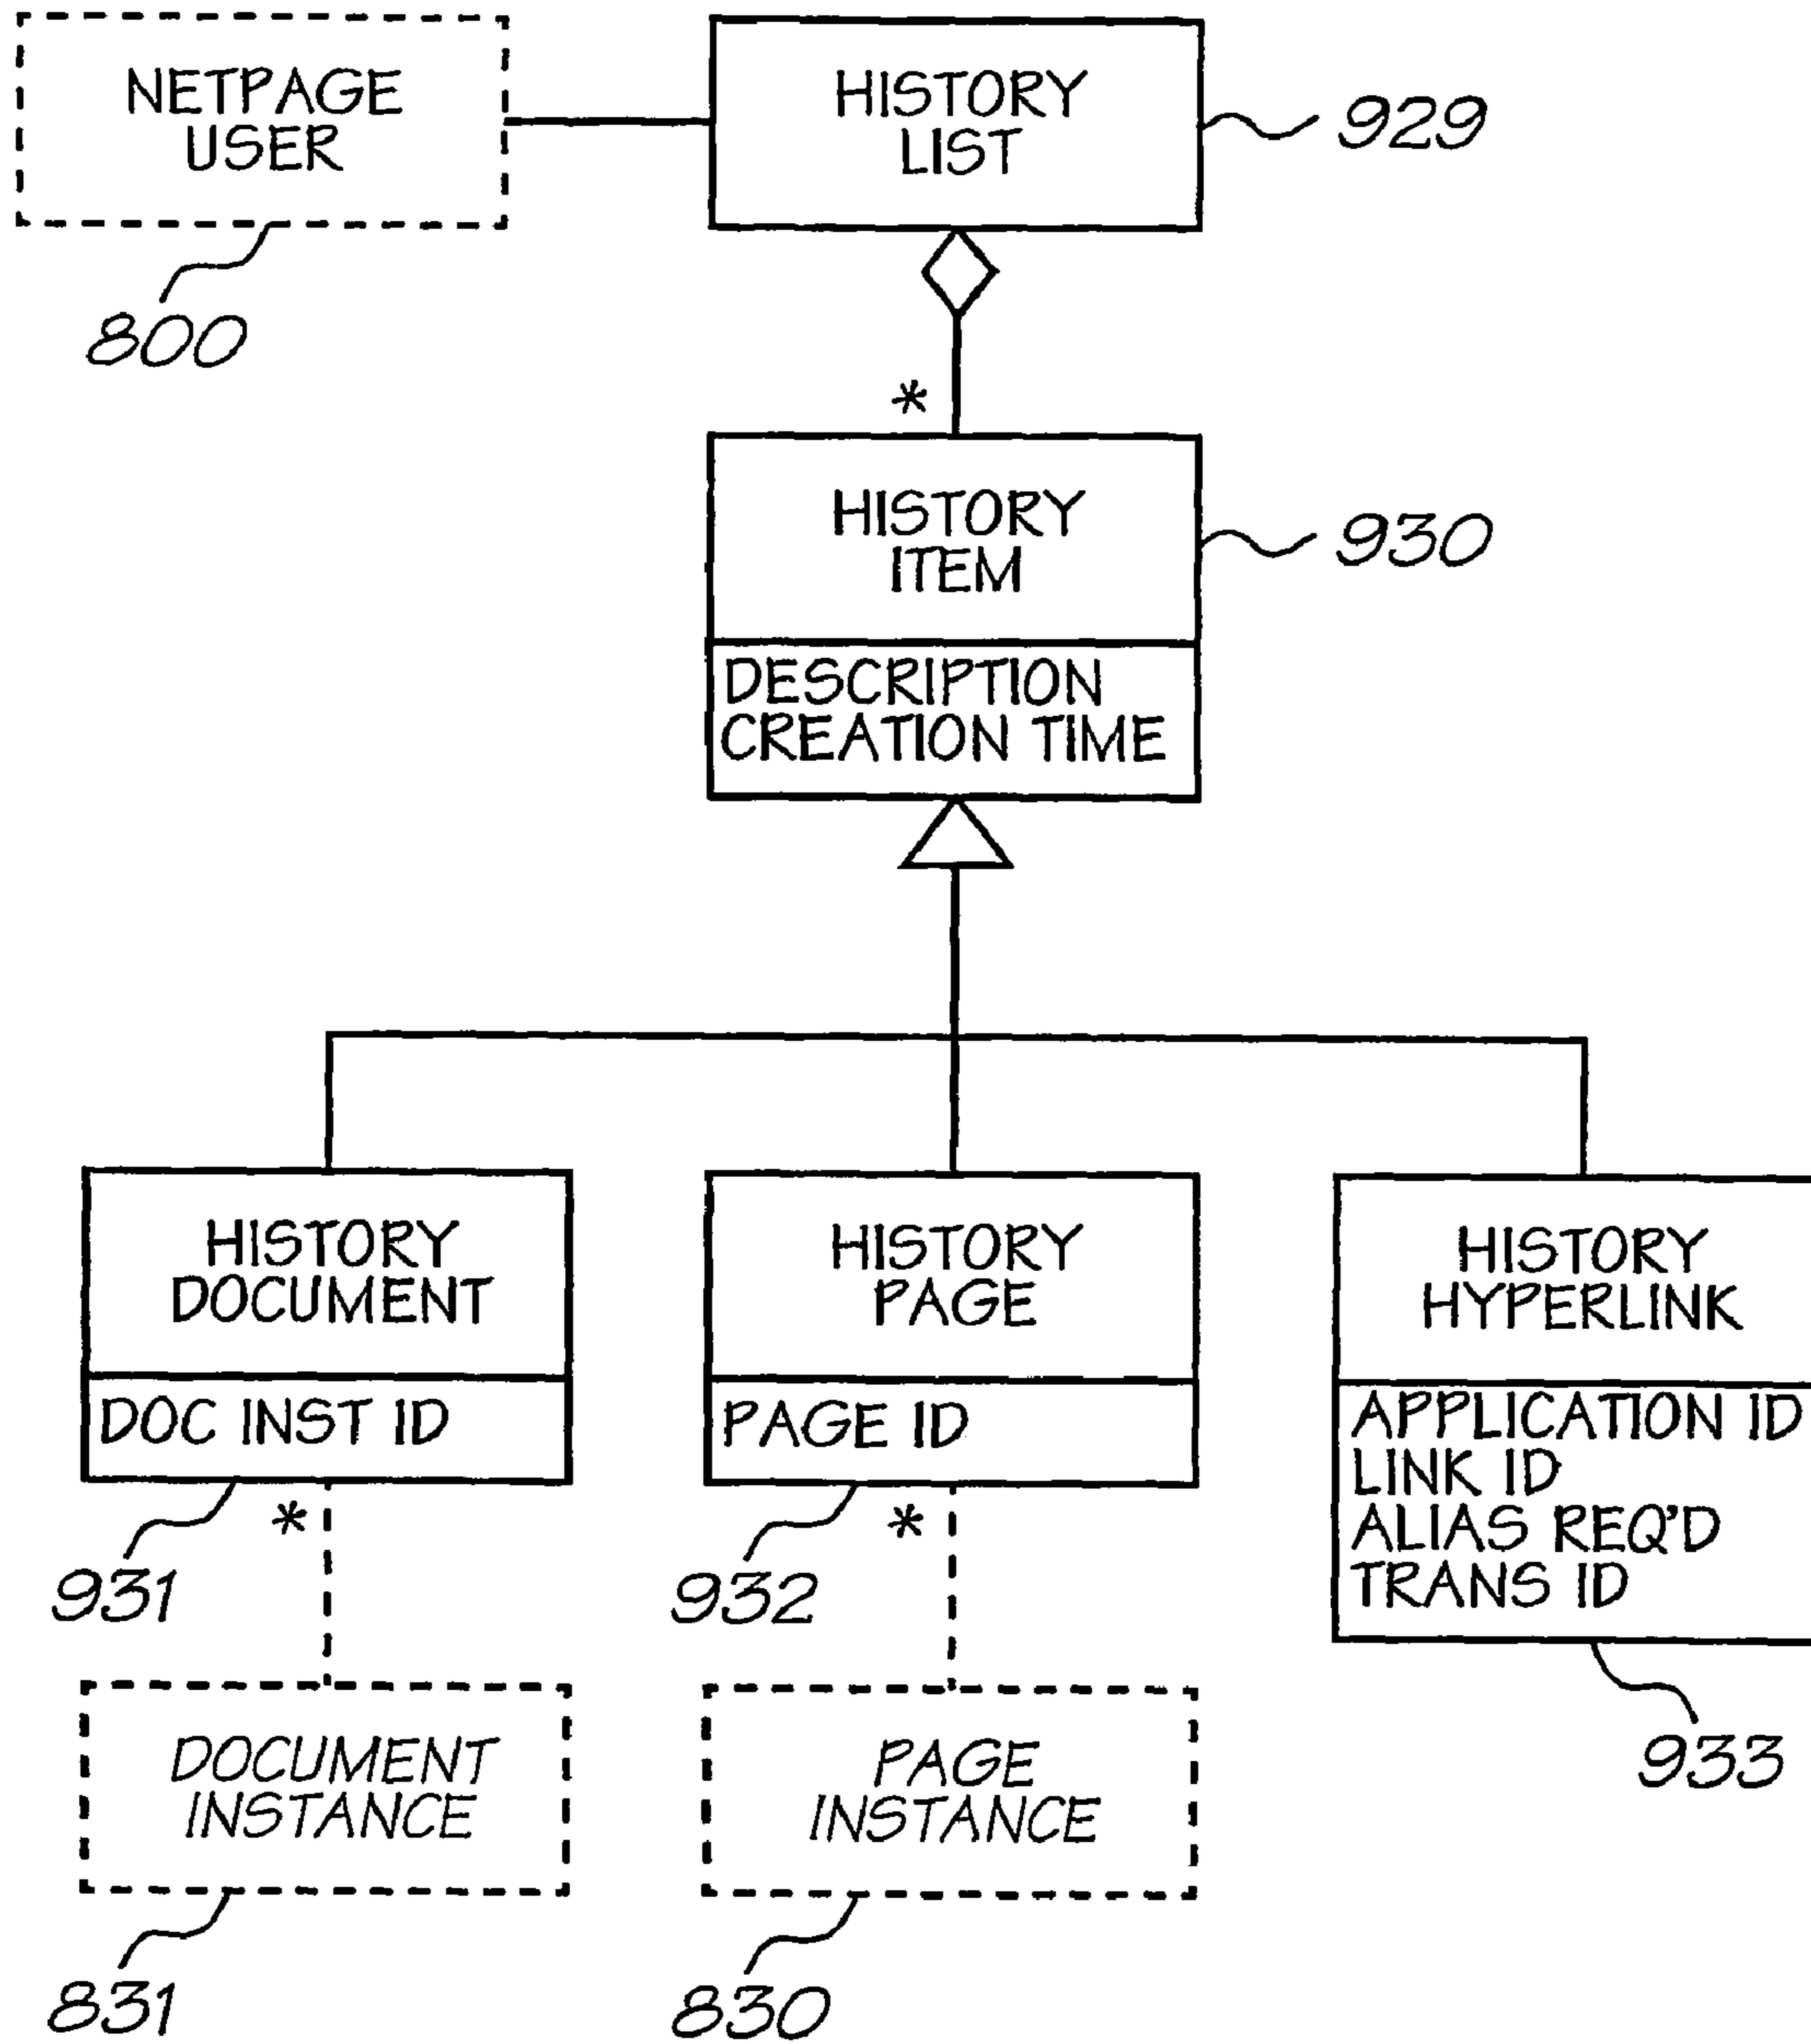 NETPAGE
USER
800
HISTORY
LIST
929
*
HISTORY
ITEM
930
DESCRIPTION
CREATION TIME
HISTORY
DOCUMENT
DOC INST ID
931
*
HISTORY
PAGE
PAGE ID
932
*
HISTORY
HYPERLINK
APPLICATION ID
LINK ID
ALIAS REQ'D
TRANS ID
933
DOCUMENT
INSTANCE
831
PAGE
INSTANCE
830